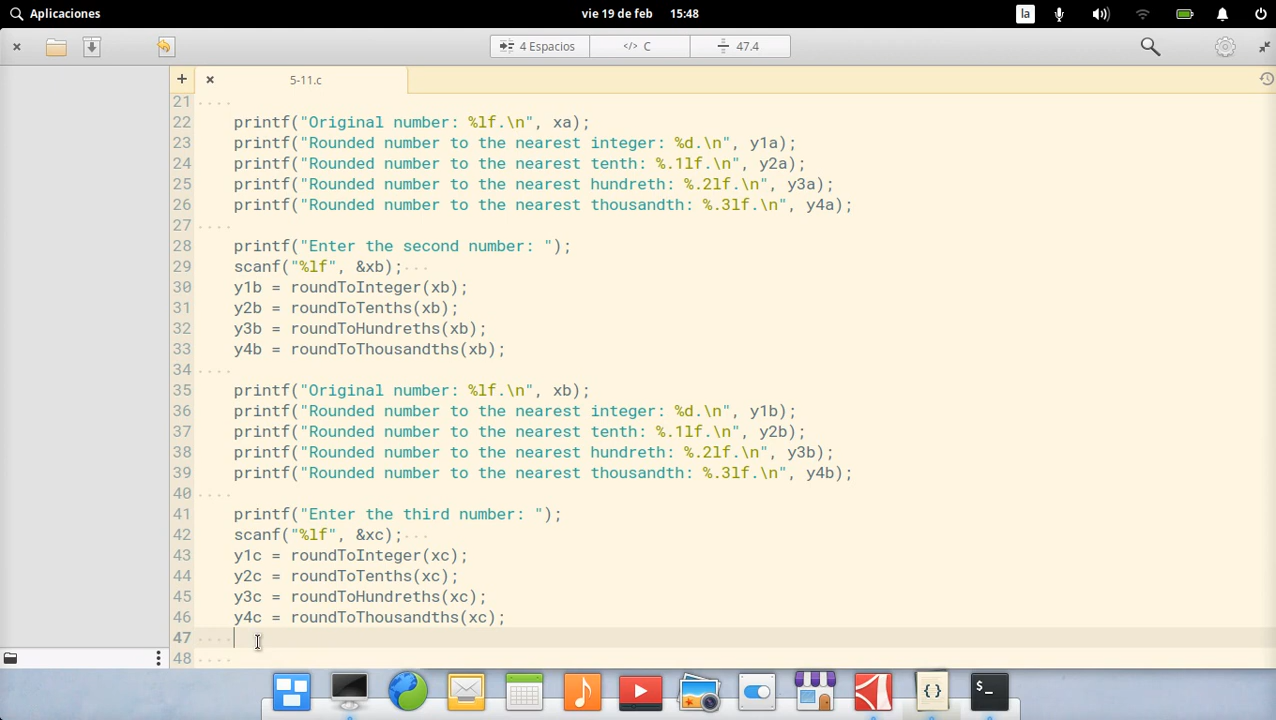 Aplicaciones
vie 19 de feb 15:48
la
4 Espacios
</> C
47.4
5-11.c
21
22 printf("Original number: %lf.\n", xa);
23 printf("Rounded number to the nearest integer: %d.\n", y1a);
24 printf("Rounded number to the nearest tenth: %.1lf.\n", y2a);
25 printf("Rounded number to the nearest hundreth: %.2lf.\n", y3a);
26 printf("Rounded number to the nearest thousandth: %.3lf.\n", y4a);
27
28 printf("Enter the second number: ");
29 scanf("%lf", &xb);
30 y1b = roundToInteger(xb);
31 y2b = roundToTenths(xb);
32 y3b = roundToHundreths(xb);
33 y4b = roundToThousandths(xb);
34
35 printf("Original number: %lf.\n", xb);
36 printf("Rounded number to the nearest integer: %d.\n", y1b);
37 printf("Rounded number to the nearest tenth: %.1lf.\n", y2b);
38 printf("Rounded number to the nearest hundreth: %.2lf.\n", y3b);
39 printf("Rounded number to the nearest thousandth: %.3lf.\n", y4b);
40
41 printf("Enter the third number: ");
42 scanf("%lf", &xc);
43 y1c = roundToInteger(xc);
44 y2c = roundToTenths(xc);
45 y3c = roundToHundreths(xc);
46 y4c = roundToThousandths(xc);
47
48